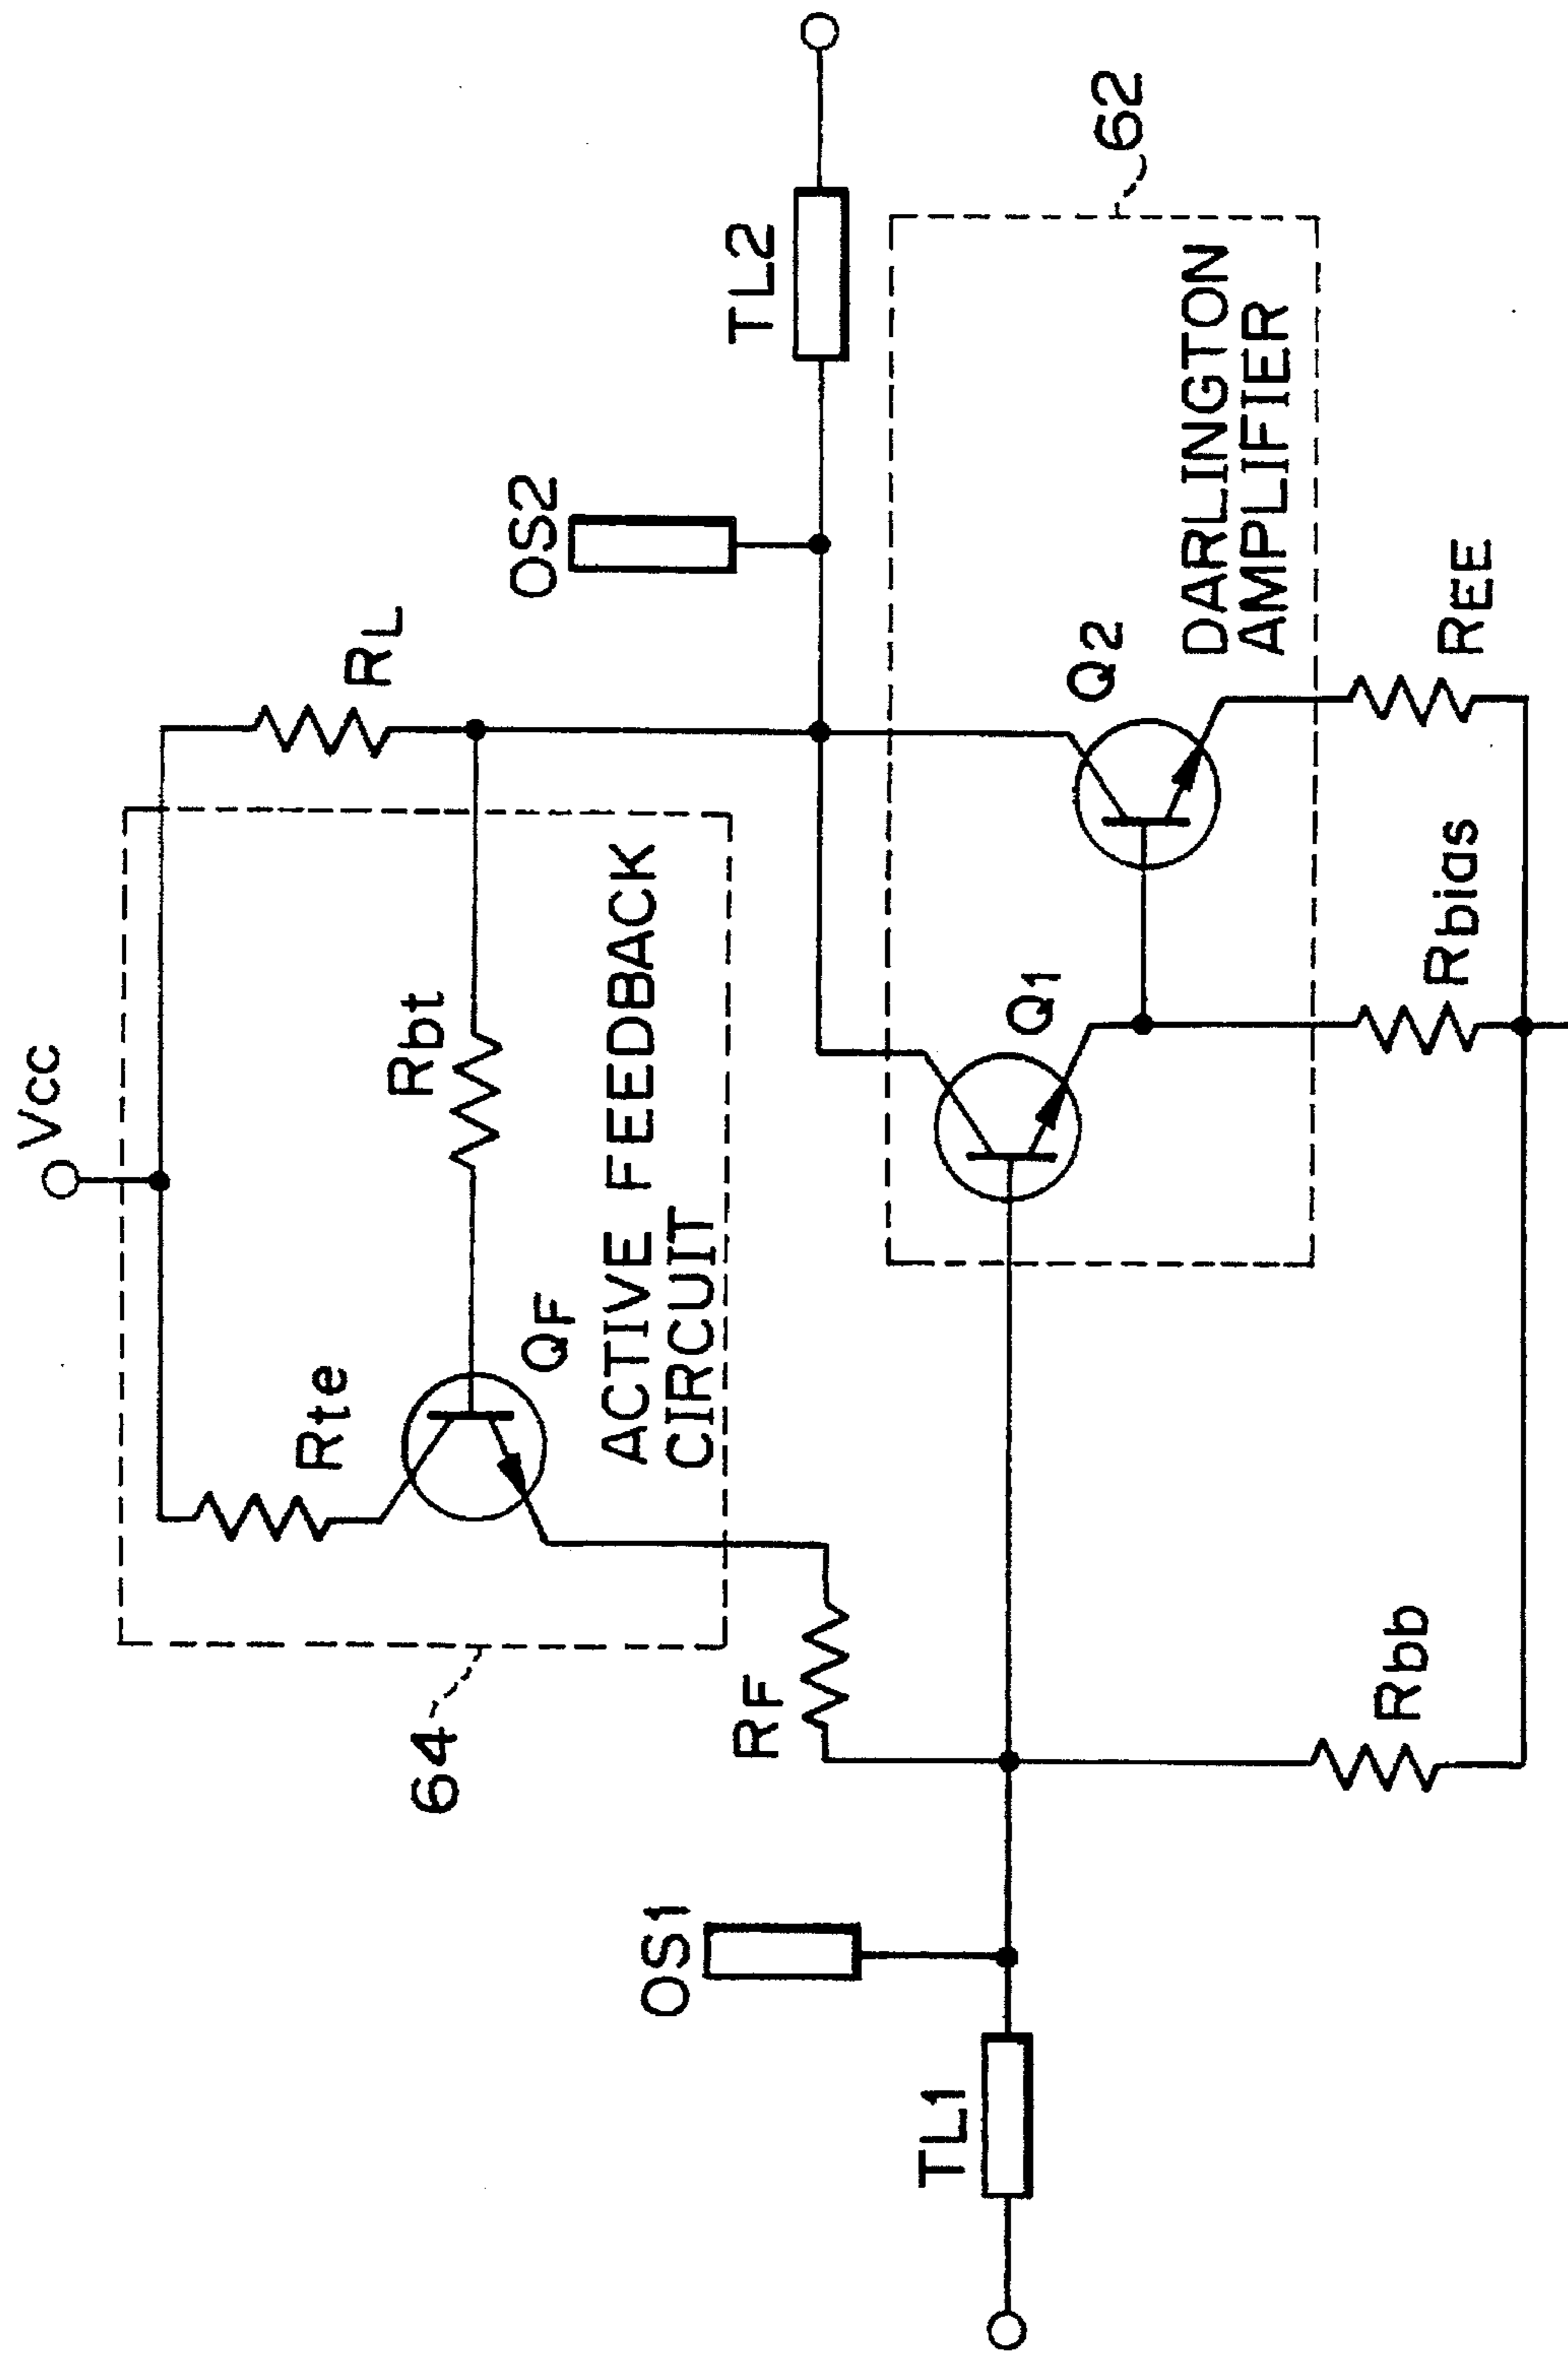 Vcc
Rte
Rbt
RL
QF
ACTIVE FEEDBACK
CIRCUIT
64
RF
OS1
TL1
OS2
TL2
62
Q1
Q2
DARLINGTON
AMPLIFIER
Rbb
Rbias
REE